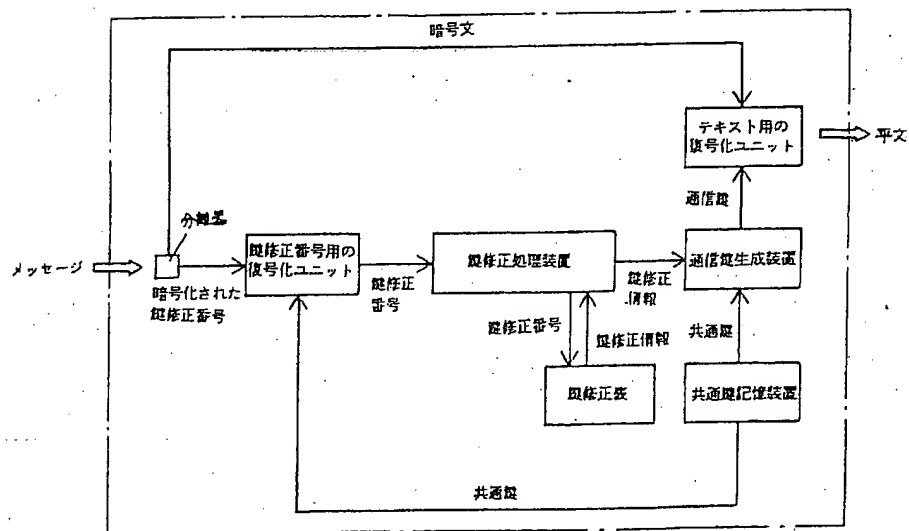 暗号文
テキスト用の
復号化ユニット
平文
通信鍵
分離器
メッセージ
鍵修正番号用の
復号化ユニット
鍵修正処理装置
通信鍵生成装置
暗号化された
鍵修正番号
鍵修正
番号
鍵修正
情報
鍵修正番号
鍵修正情報
共通鍵
鍵修正表
共通鍵記憶装置
共通鍵